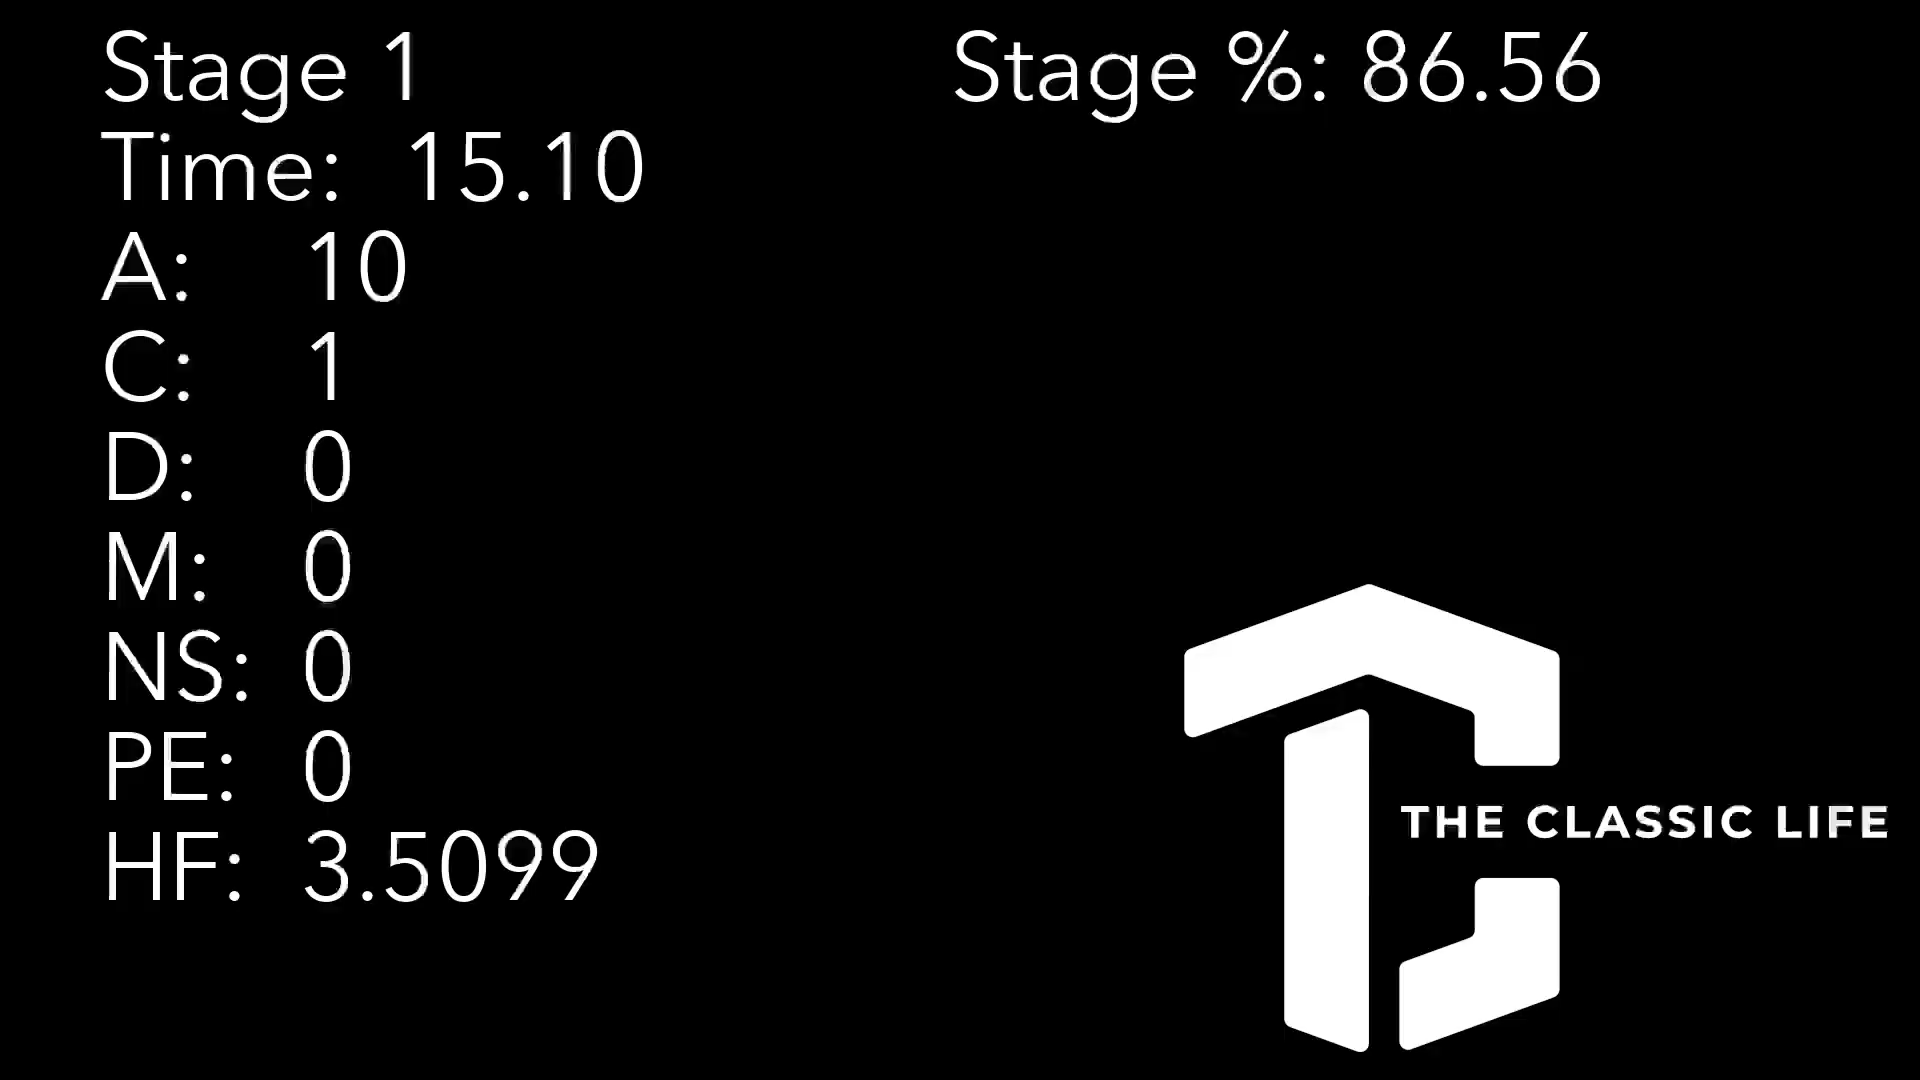 Stage 1
Stage %: 86.56
Time: 15.10
A: 10
C: 1
D: 0
M: 0
NS: 0
PE: 0
HF: 3.5099
THE CLASSIC LIFE